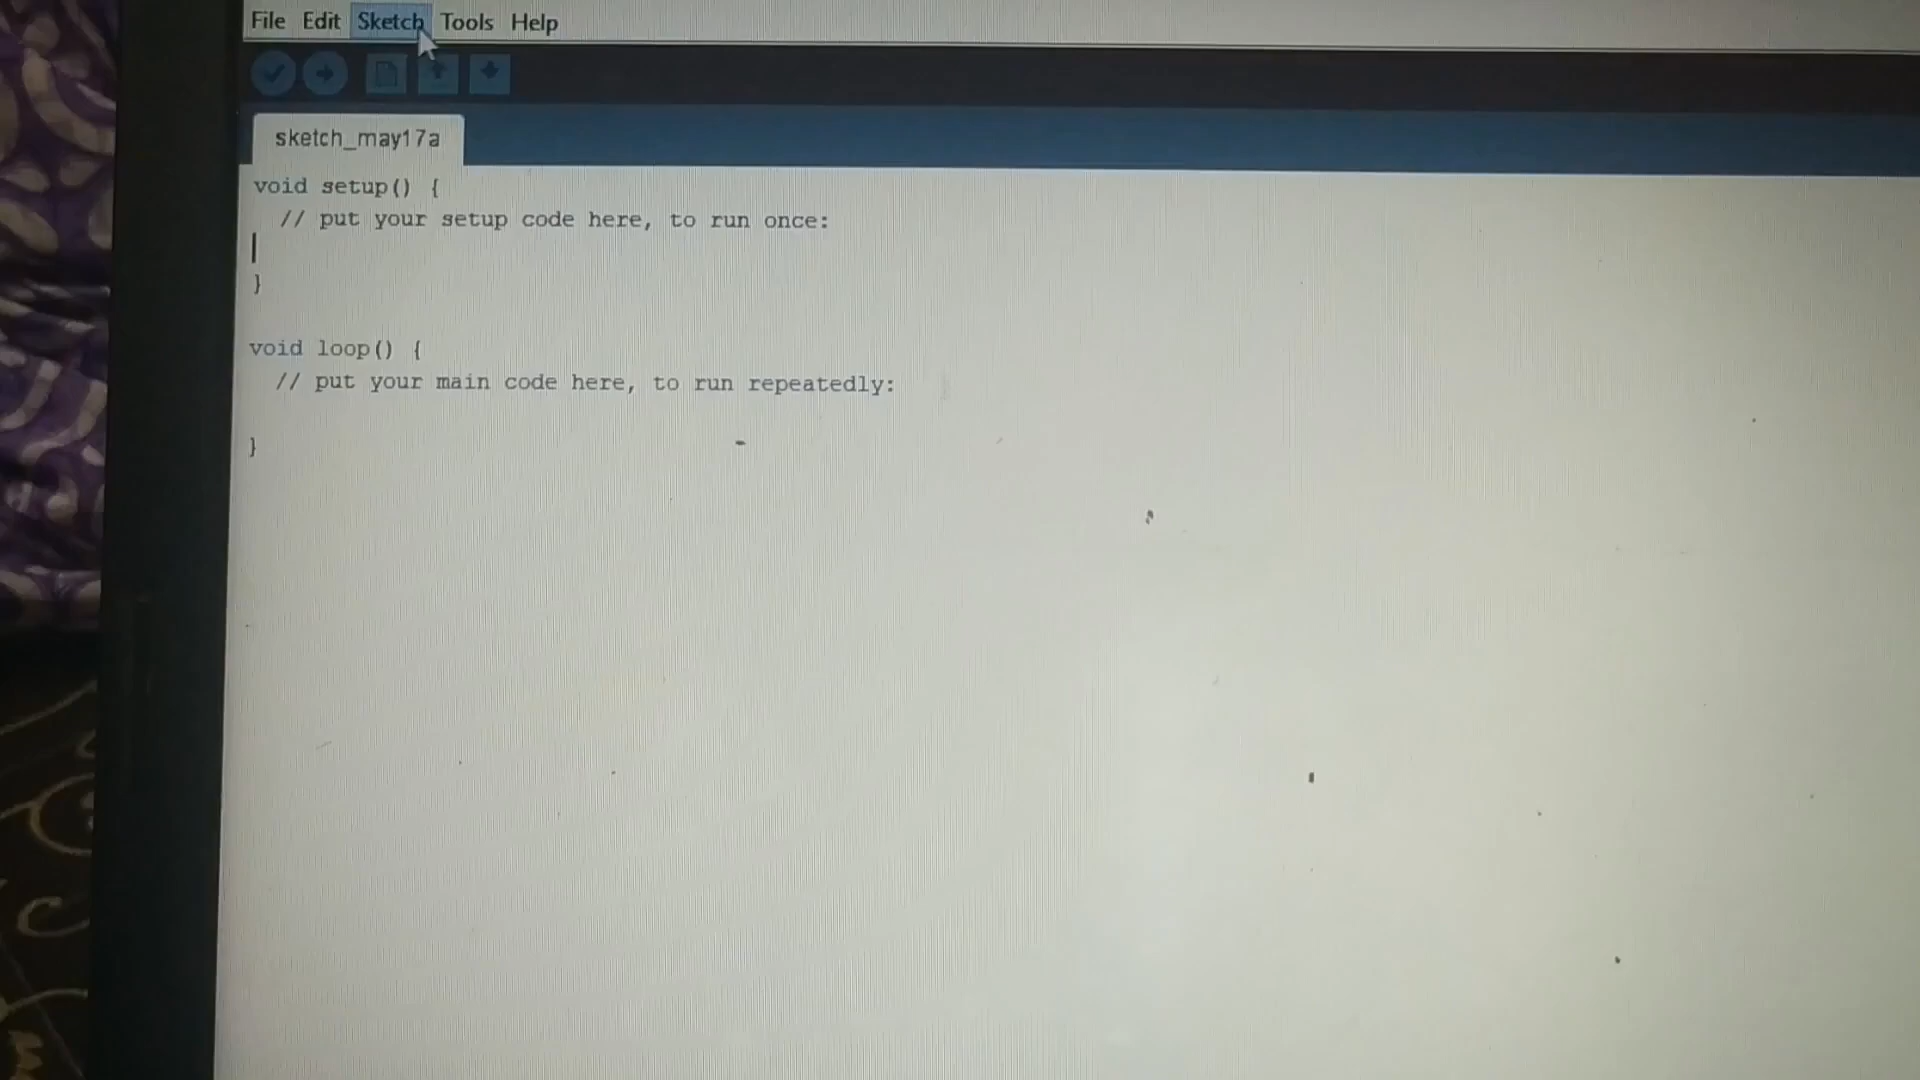 File Edit Sketch Tools Help
sketch_may17a
void setup() {
// put your setup code here, to run once:
}
void loop() {
// put your main code here, to run repeatedly:
}